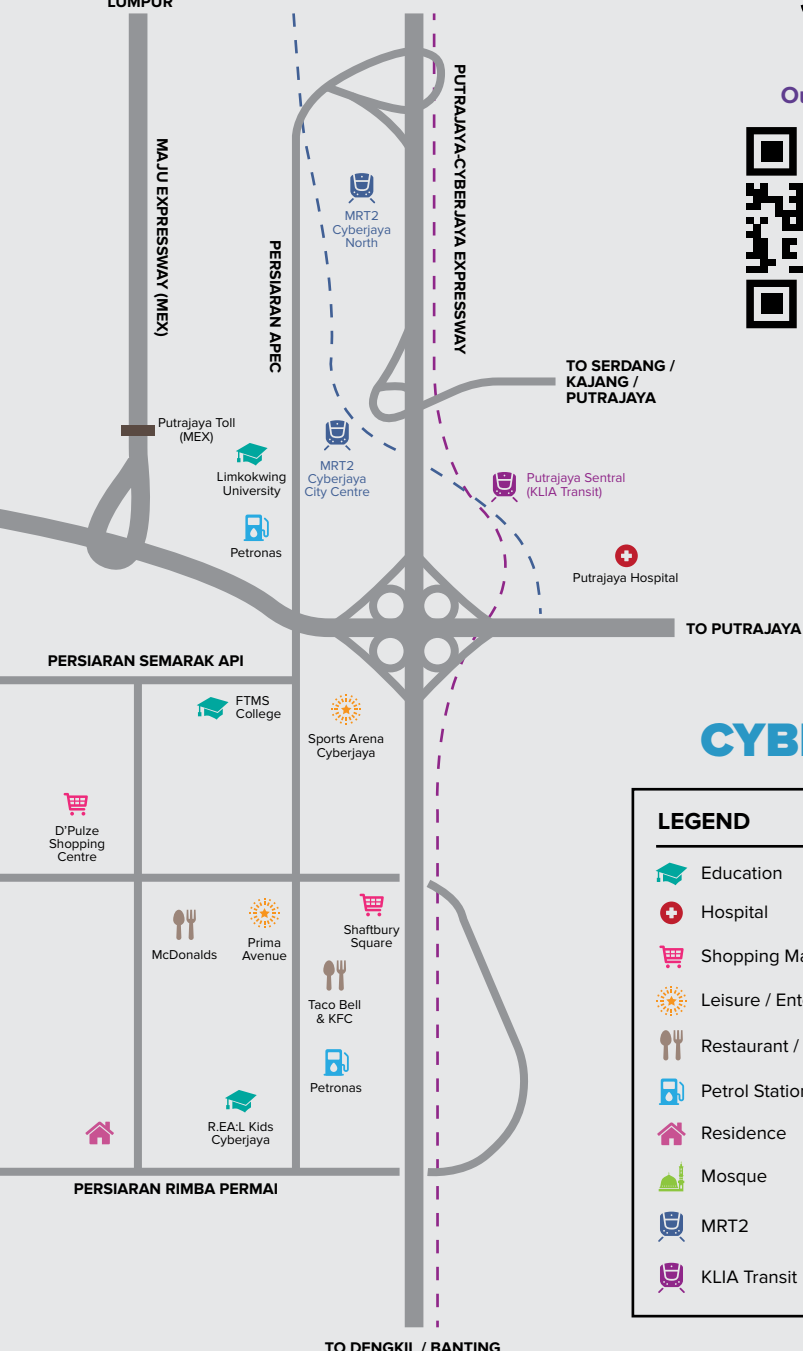 LUMPUR
MAJU EXPRESSWAY (MEX)
PERSIARAN APEC
PUTRAJAYA-CYBERJAYA EXPRESSWAY
MRT2
Cyberjaya
North
TO SERDANG /
KAJANG /
PUTRAJAYA
Putrajaya Toll
(MEX)
Limkokwing
University
MRT2
Cyberjaya
City Centre
Putrajaya Sentral
(KLIA Transit)
Petronas
Putrajaya Hospital
TO PUTRAJAYA
PERSIARAN SEMARAK API
FTMS
College
Sports Arena
Cyberjaya
D'Pulze
Shopping
Centre
McDonalds
Prima
Avenue
Shaftbury
Square
Taco Bell
& KFC
Petronas
R.EA:L Kids
Cyberjaya
PERSIARAN RIMBA PERMAI
TO DENGKIL / BANTING
LEGEND
Education
Hospital
Shopping
Leisure /
Restaurant /
Petrol
Residence
Mosque
MRT2
KLIA Transit